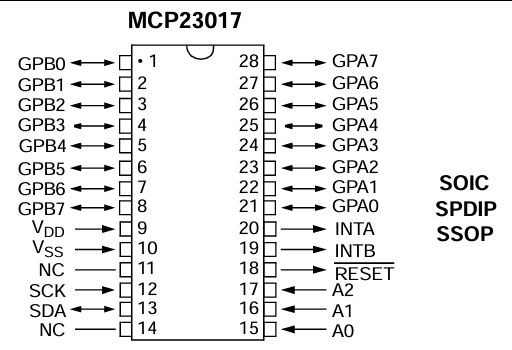 MCP23017
GPB0 1 28 GPA7
GPB1 2 27 GPA6
GPB2 3 26 GPA5
GPB3 4 25 GPA4
GPB4 5 24 GPA3
GPB5 6 23 GPA2
GPB6 7 22 GPA1
GPB7 8 21 GPA0
VDD 9 20 INTA
VSS 10 19 INTB
NC 11 18 RESET
SCK 12 17 A2
SDA 13 16 A1
NC 14 15 A0
SOIC
SPDIP
SSOP